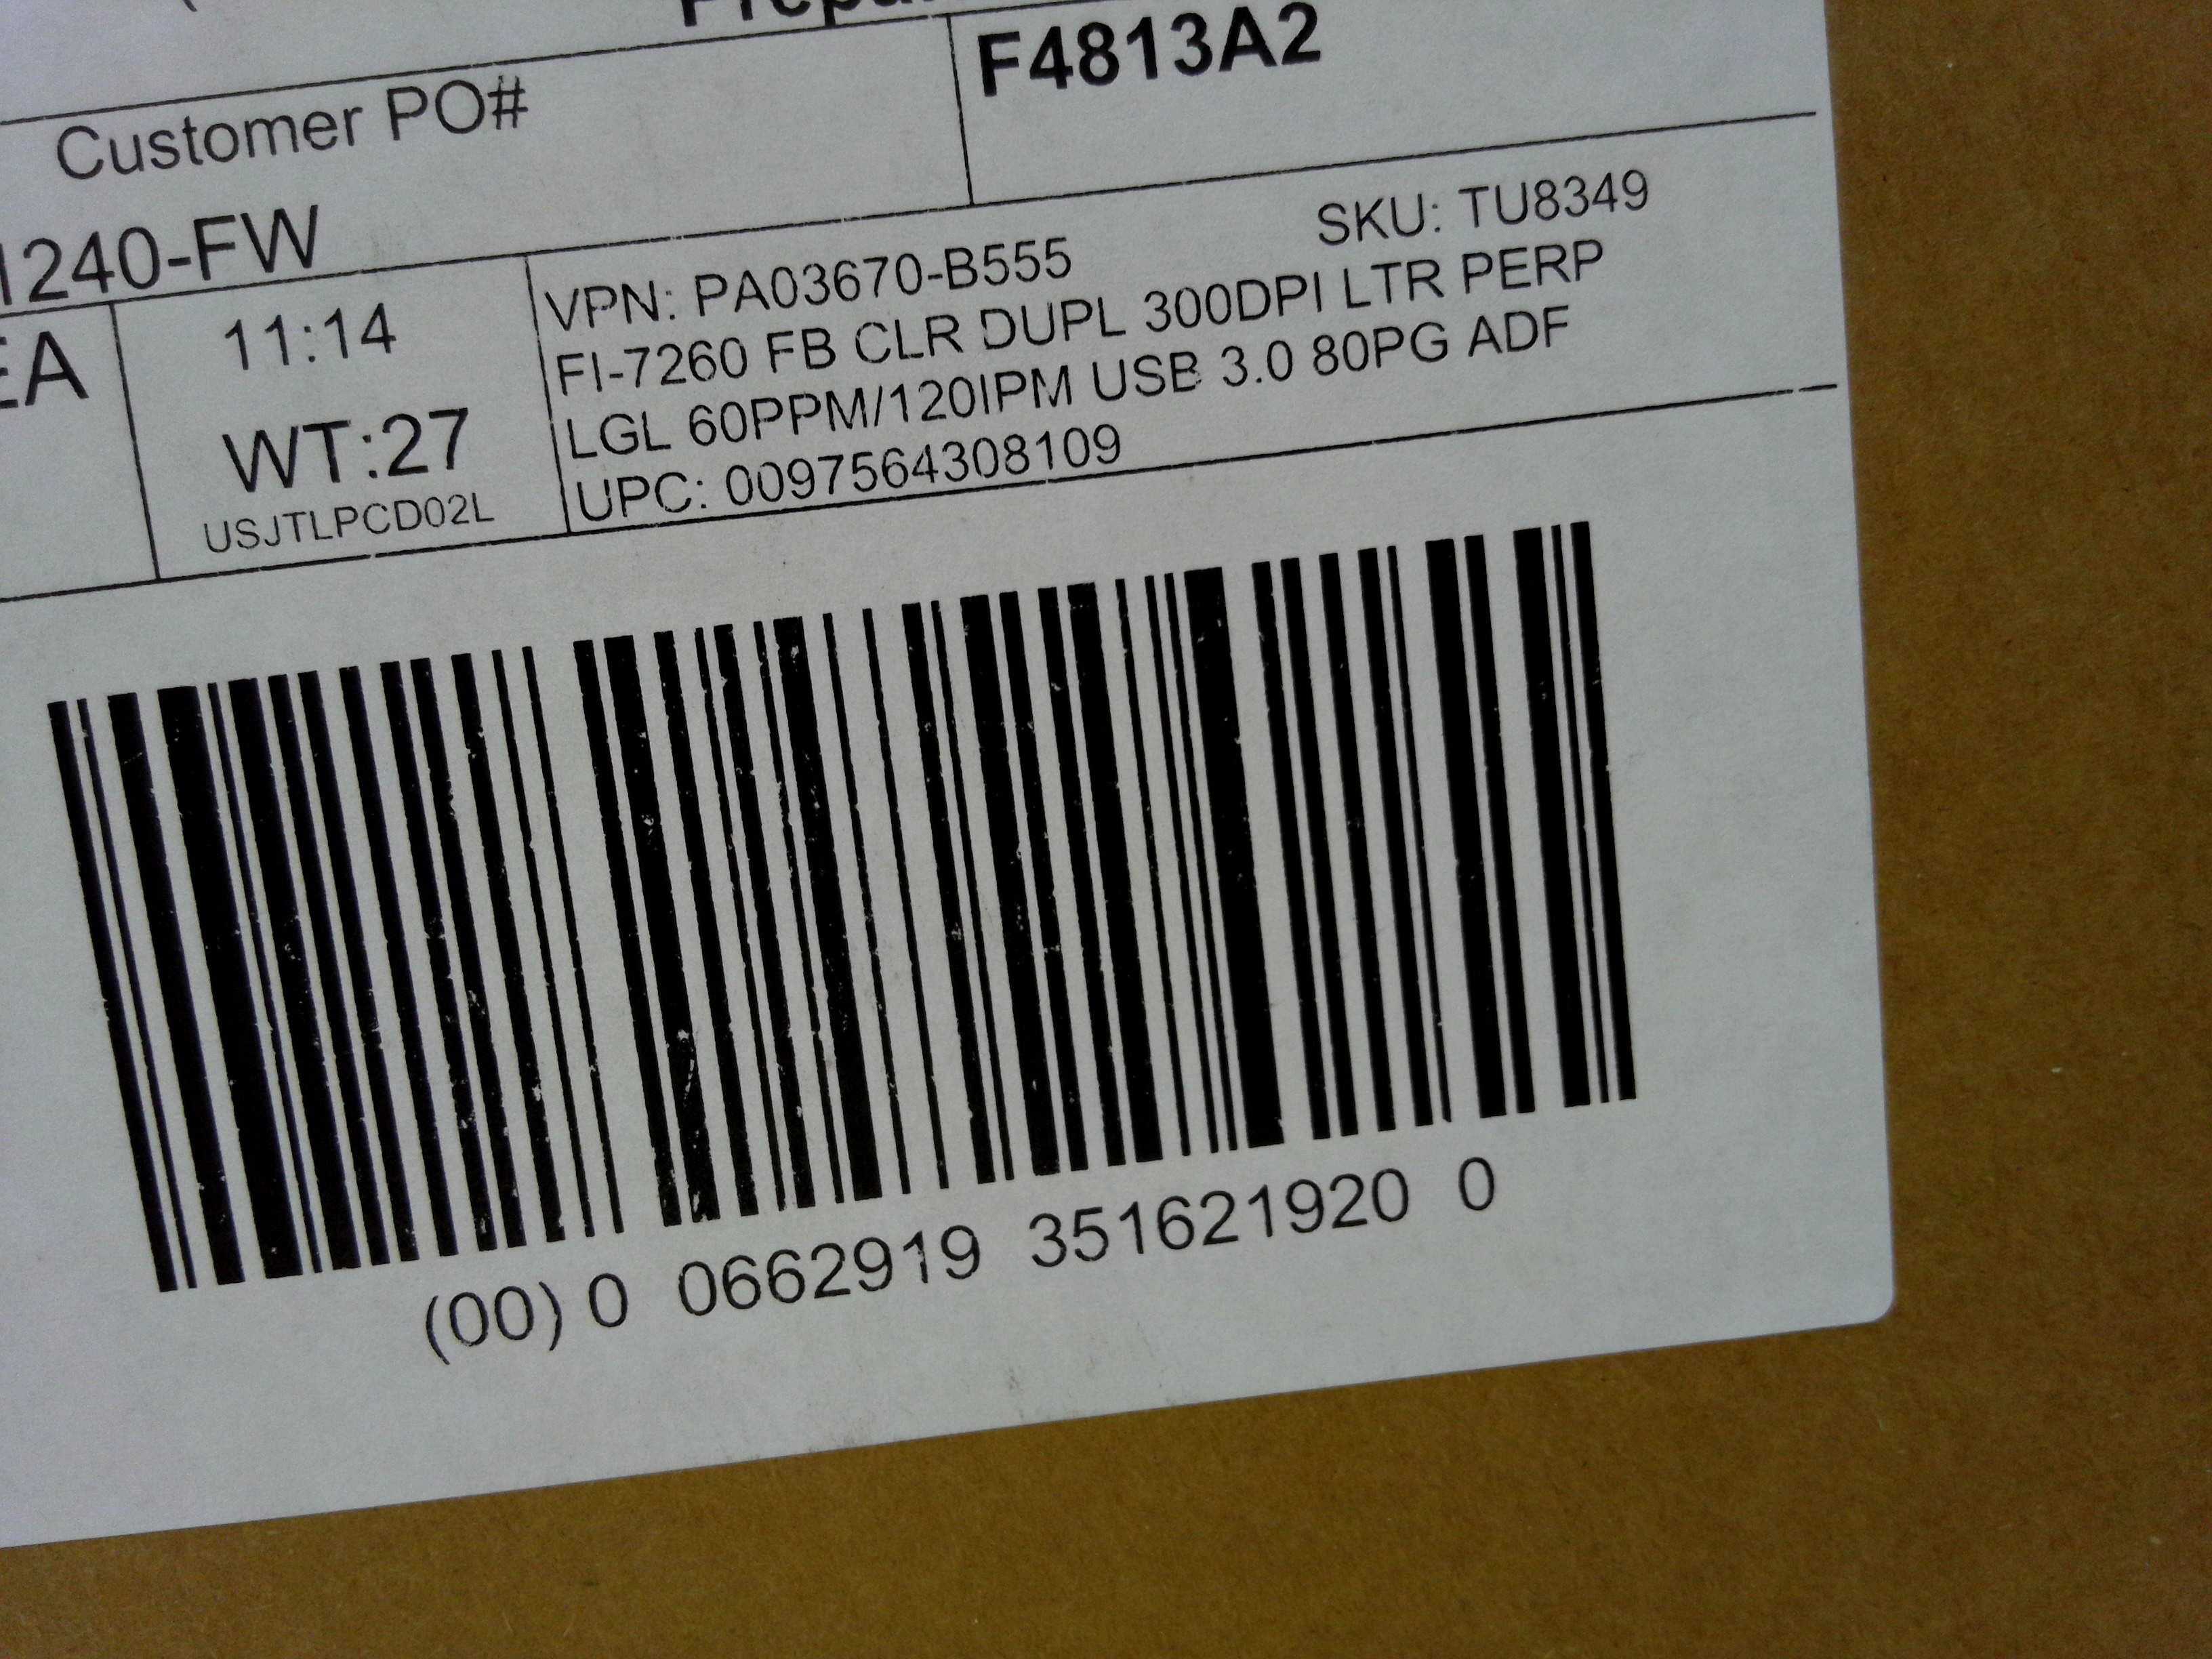 Customer PO#
F4813A2
1240-FW
EA
11:14
WT:27
USJTLPCD02L
VPN: PA03670-B555 SKU: TU8349
FI-7260 FB CLR DUPL 300DPI LTR PERP
LGL 60PPM/120IPM USB 3.0 80PG ADF
UPC: 0097564308109
(00) 0 0662919 351621920 0